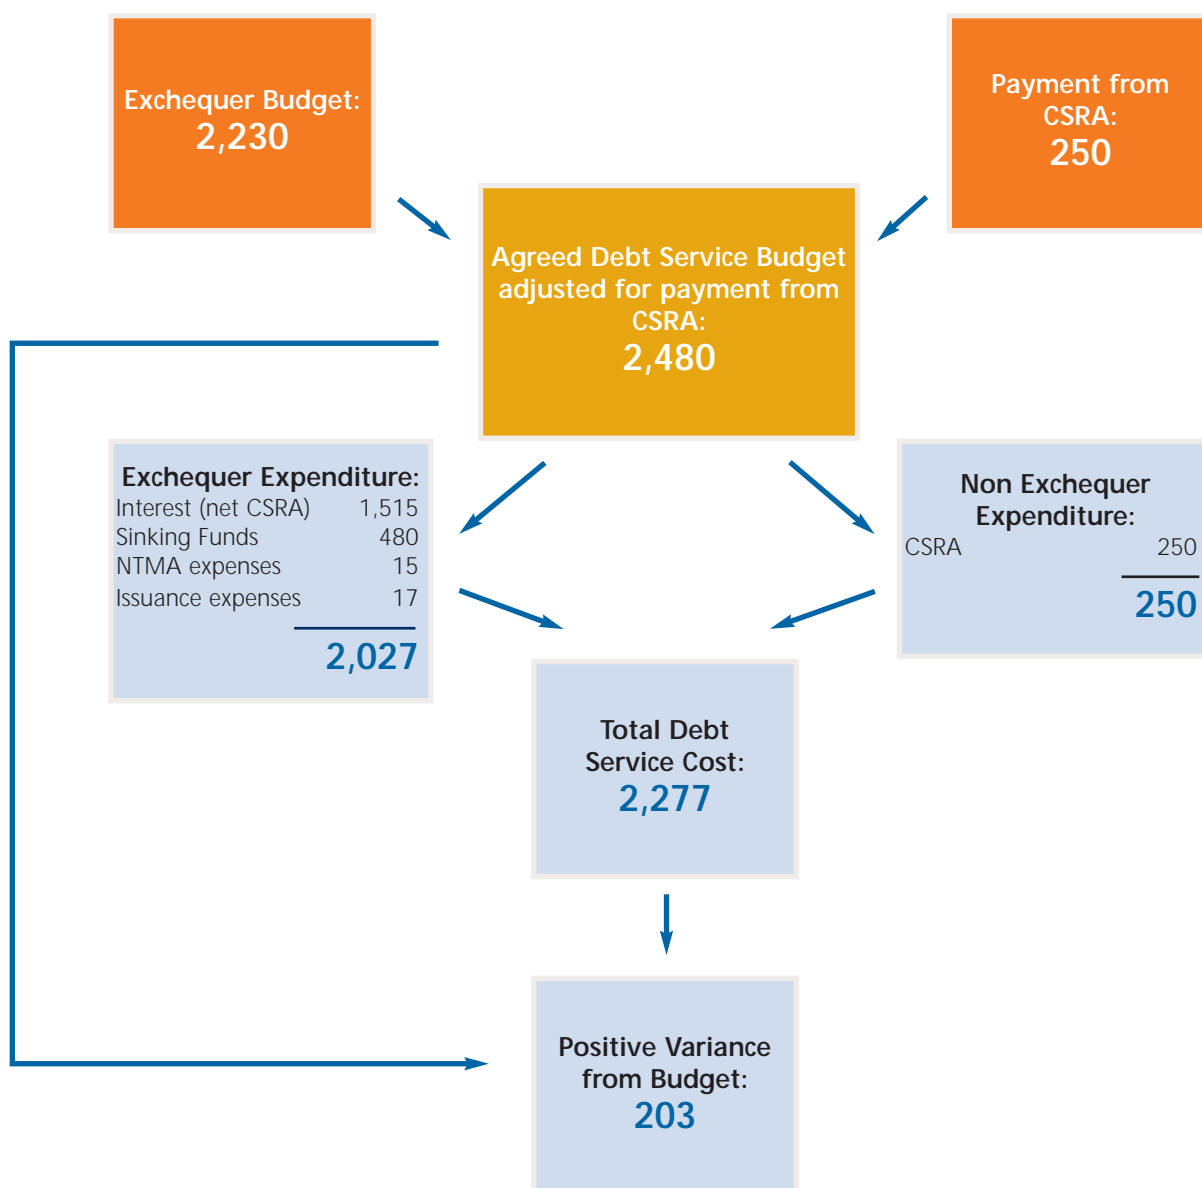 Exchequer Budget:
2,230
Payment from
CSRA:
250
Agreed Debt Service Budget
adjusted for payment from
CSRA:
2,480
Exchequer Expenditure:
Interest (net CSRA) 1,515
Sinking Funds 480
NTMA expenses 15
Issuance expenses 17
2,027
Non Exchequer
Expenditure:
CSRA 250
250
Total Debt
Service Cost:
2,277
Positive Variance
from Budget:
203